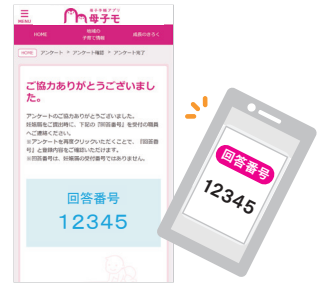 母子手帳アプリ
母子モ
MENU
HOME
地域の
子育て情報
成長のきろく
HOME アンケート アンケート確認 アンケート完了
ご協力ありがとうございまし
た。
アンケートのご協力ありがとうございました。
妊娠届をご提出時に、下記の『回答番号』を受付の職員
へご連絡ください。
※アンケートを再度クリックいただくことで、『回答番
号』と登録内容をご確認いただけます。
※回答番号は、妊娠届の受付番号ではありません。
回答番号
12345
回答番号
12345